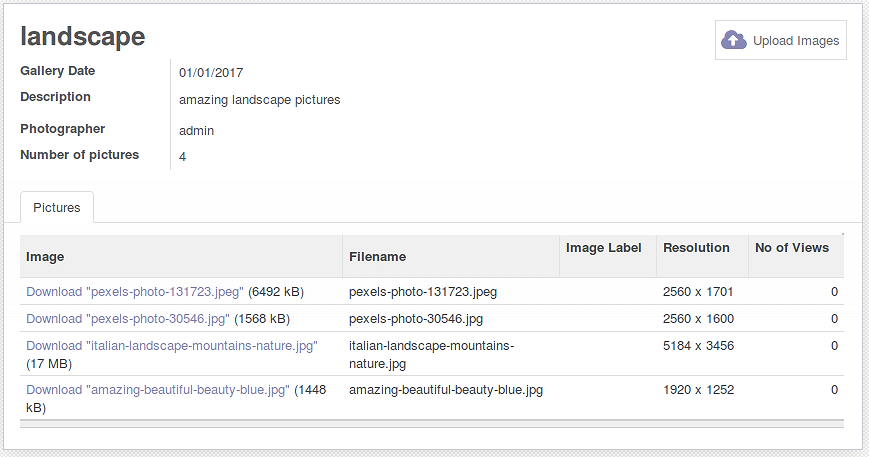 landscape
Upload Images
Gallery Date 01/01/2017
Description amazing landscape pictures
Photographer admin
Number of pictures 4
Pictures
Image Filename Image Label Resolution No of Views
Download "pexels-photo-131723.jpeg" (6492 kB) pexels-photo-131723.jpeg 2560 x 1701 0
Download "pexels-photo-30546.jpg" (1568 kB) pexels-photo-30546.jpg 2560 x 1600 0
Download "italian-landscape-mountains-nature.jpg" italian-landscape-mountains- 5184 x 3456 0
(17 MB) nature.jpg
Download "amazing-beautiful-beauty-blue.jpg" (1448 amazing-beautiful-beauty-blue.jpg 1920 x 1252 0
kB)